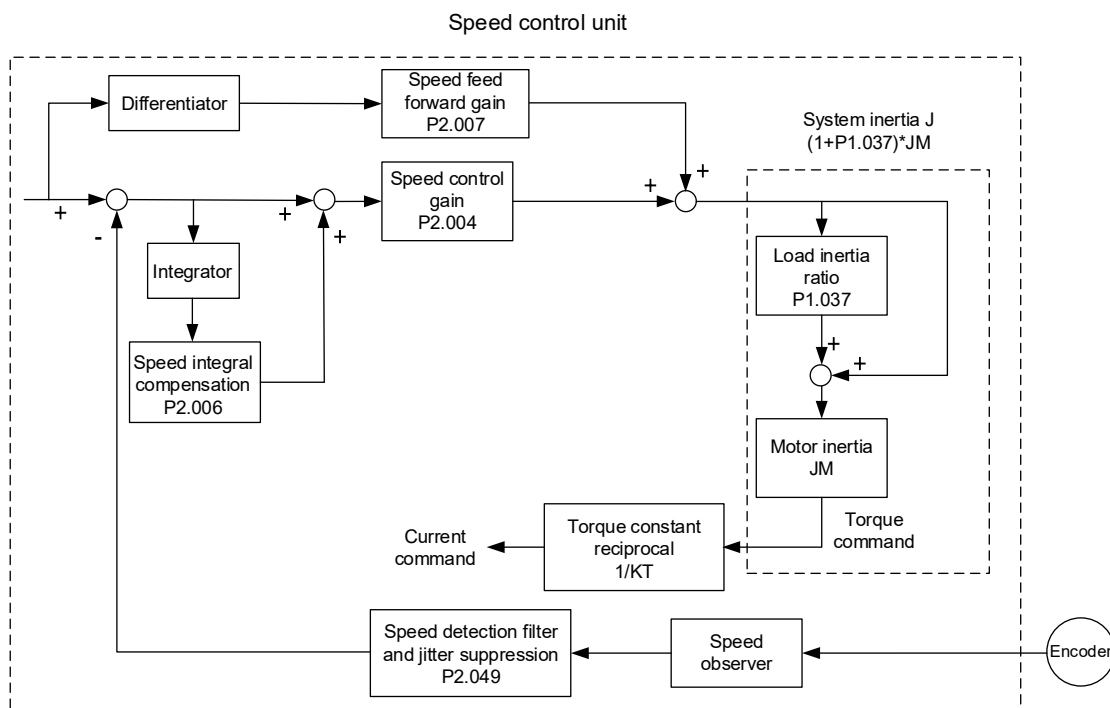 Speed control unit
Differentiator
Speed feed
forward gain
P2.007
System inertia J
(1+P1.037)*JM
+
+
+
+
+
-
Speed control
gain
P2.004
Integrator
Speed integral
compensation
P2.006
Load inertia
ratio
P1.037
+
+
Motor inertia
JM
Torque
command
Torque constant
reciprocal
1/KT
Current
command
Speed detection filter
and jitter suppression
P2.049
Speed
observer
Encoder